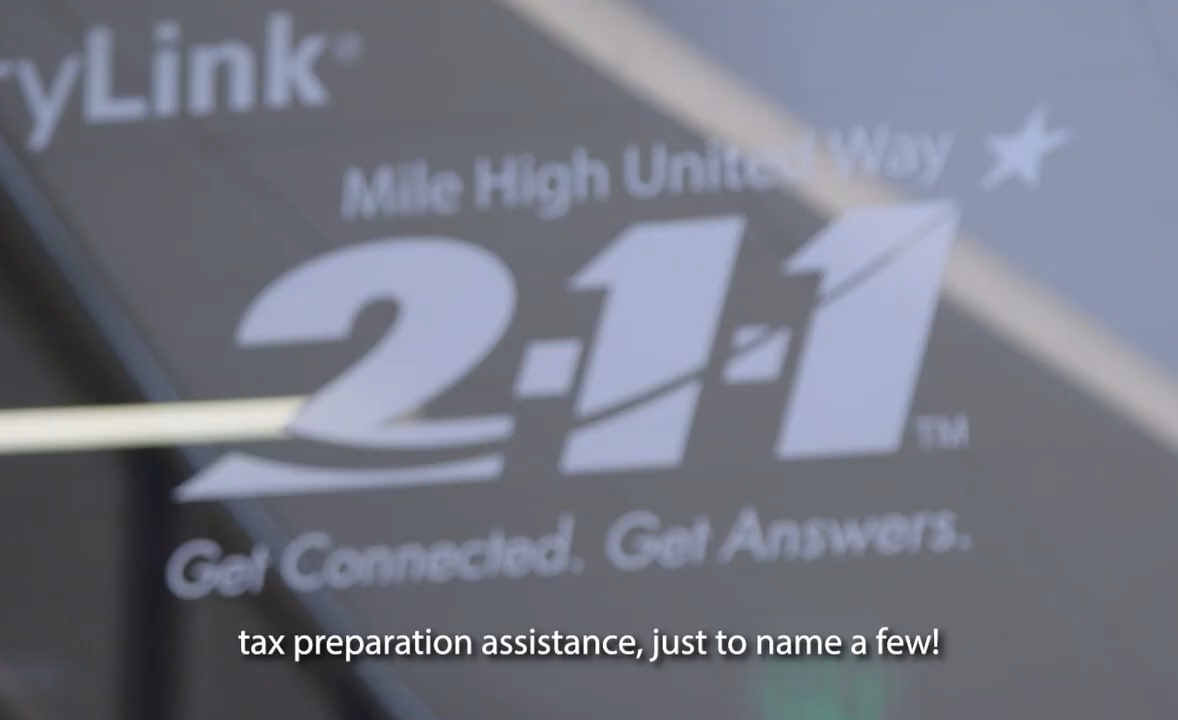 ryLink®
Mile High United Way
2-1-1 TM
Get Connected. Get Answers.
tax preparation assistance, just to name a few!